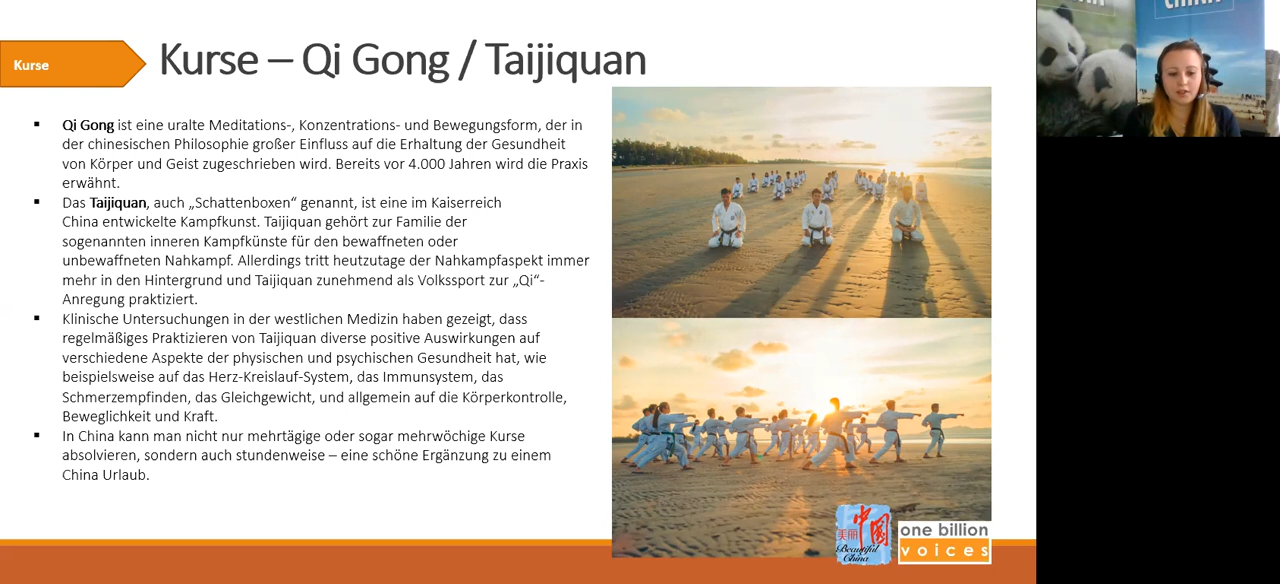 Kurse
Kurse – Qi Gong / Taijiquan
▪ Qi Gong ist eine uralte Meditations-, Konzentrations- und Bewegungsform, der in
der chinesischen Philosophie großer Einfluss auf die Erhaltung der Gesundheit
von Körper und Geist zugeschrieben wird. Bereits vor 4.000 Jahren wird die Praxis
erwähnt.
▪ Das Taijiquan, auch „Schattenboxen“ genannt, ist eine im Kaiserreich
China entwickelte Kampfkunst. Taijiquan gehört zur Familie der
sogenannten inneren Kampfkünste für den bewaffneten oder
unbewaffneten Nahkampf. Allerdings tritt heutzutage der Nahkampfaspekt immer
mehr in den Hintergrund und Taijiquan zunehmend als Volkssport zur „Qi“-
Anregung praktiziert.
▪ Klinische Untersuchungen in der westlichen Medizin haben gezeigt, dass
regelmäßiges Praktizieren von Taijiquan diverse positive Auswirkungen auf
verschiedene Aspekte der physischen und psychischen Gesundheit hat, wie
beispielsweise auf das Herz-Kreislauf-System, das Immunsystem, das
Schmerzempfinden, das Gleichgewicht, und allgemein auf die Körperkontrolle,
Beweglichkeit und Kraft.
▪ In China kann man nicht nur mehrtägige oder sogar mehrwöchige Kurse
absolvieren, sondern auch stundenweise – eine schöne Ergänzung zu einem
China Urlaub.
美丽中国
Beautiful
China
one billion
voices
CHINA